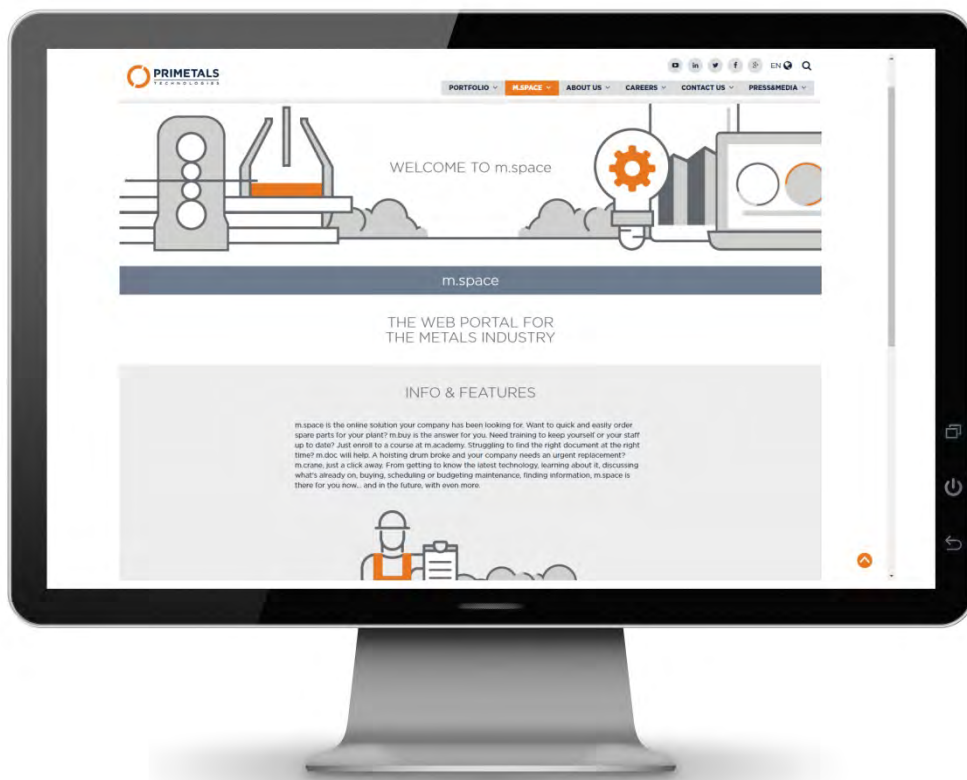 PRIMETALS
TECHNOLOGIES
EN
PORTFOLIO
M.SPACE
ABOUT US
CAREERS
CONTACT US
PRESS&MEDIA
WELCOME TO m.space
m.space
THE WEB PORTAL FOR
THE METALS INDUSTRY
INFO & FEATURES
m.space is the online solution your company has been looking for. Want to quick and easily order
spare parts for your plant? m.buy is the answer for you. Need training to keep yourself or your staff
up to date? Just enroll to a course at m.academy. Struggling to find the right document at the right
time? m.doc will help. A hoisting drum broke and your company needs an urgent replacement?
m.crane, just a click away. From getting to know the latest technology, learning about it, discussing
what's already on, buying, scheduling or budgeting maintenance, finding information, m.space is
there for you now... and in the future, with even more.